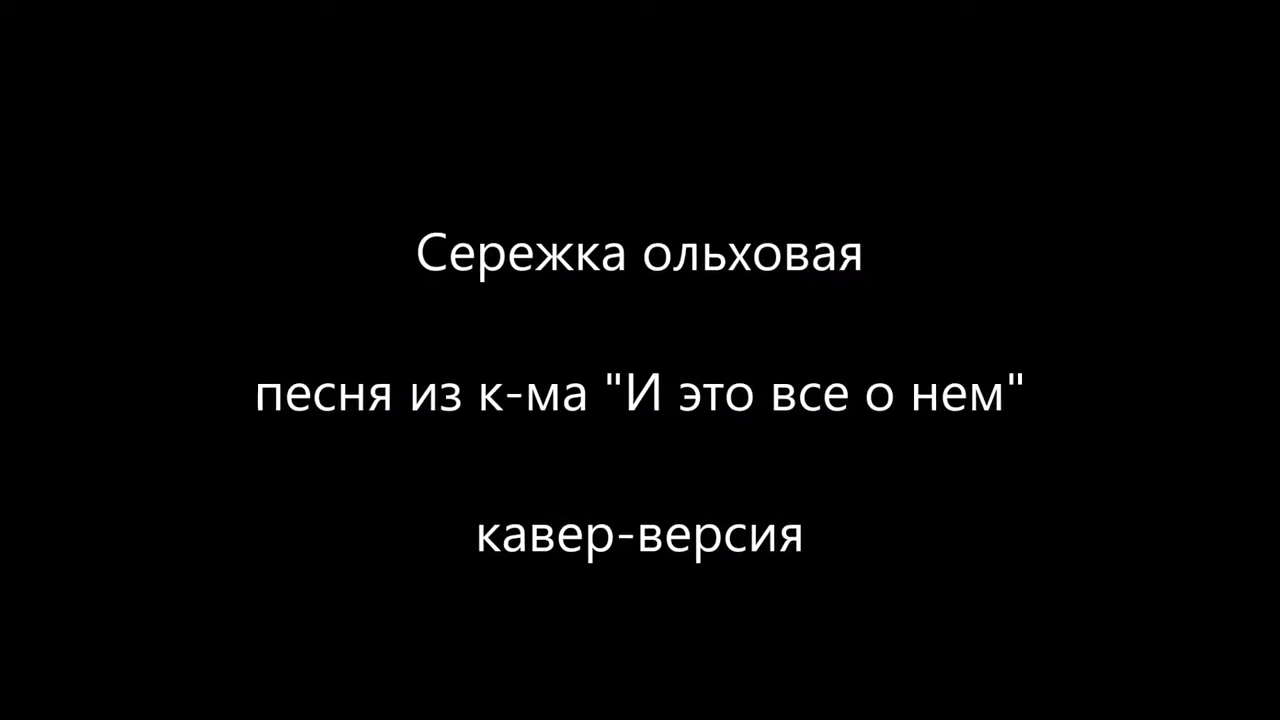 Сережка ольховая
песня из к-ма "И это все о нем"
кавер-версия